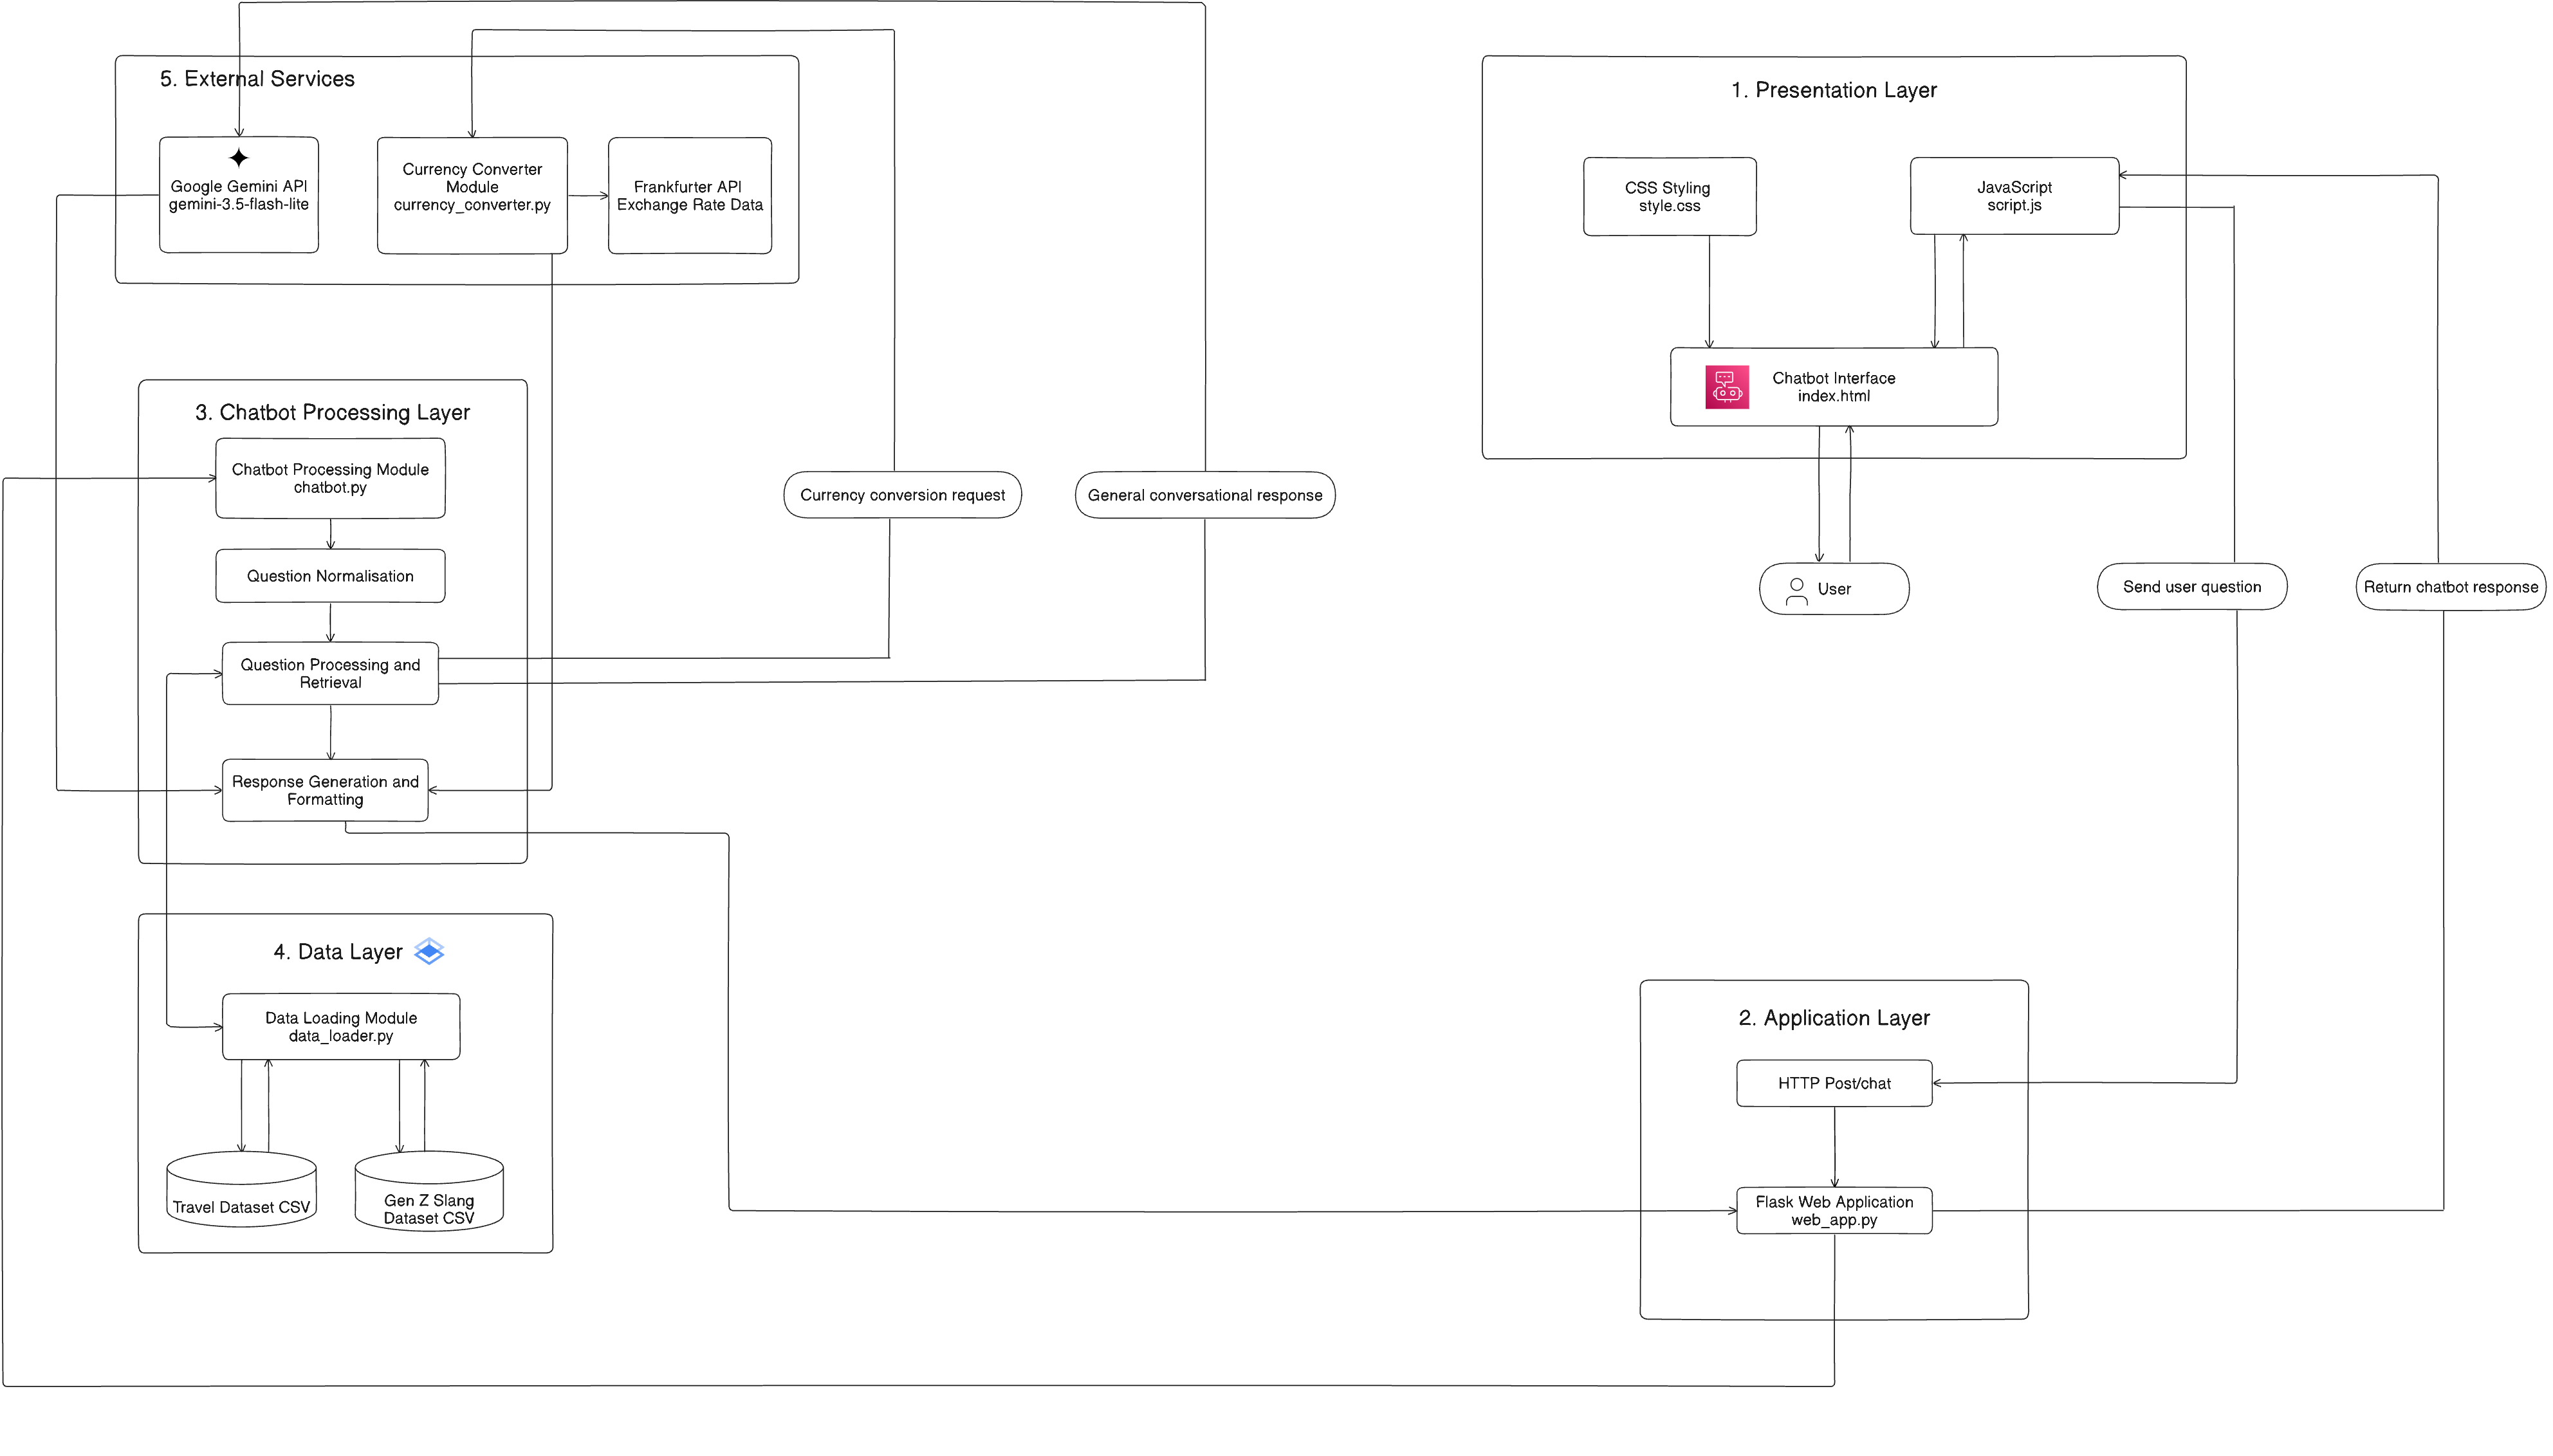 5. External Services
Google Gemini API
gemini-3.5-flash-lite
Currency Converter
Module
currency_converter.py
Frankfurter API
Exchange Rate Data
1. Presentation Layer
CSS Styling
style.css
JavaScript
script.js
Chatbot Interface
index.html
3. Chatbot Processing Layer
Chatbot Processing Module
chatbot.py
Question Normalisation
Question Processing and
Retrieval
Response Generation and
Formatting
Currency conversion request
General conversational response
User
Send user question
Return chatbot response
4. Data Layer
Data Loading Module
data_loader.py
Travel Dataset CSV
Gen Z Slang
Dataset CSV
2. Application Layer
HTTP Post/chat
Flask Web Application
web_app.py